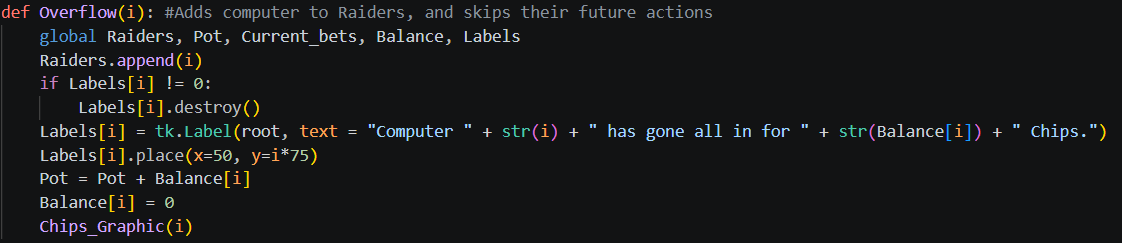 def Overflow(i): #Adds computer to Raiders, and skips their future actions
    global Raiders, Pot, Current_bets, Balance, Labels
    Raiders.append(i)
    if Labels[i] != 0:
        Labels[i].destroy()
    Labels[i] = tk.Label(root, text = "Computer " + str(i) + " has gone all in for " + str(Balance[i]) + " Chips.")
    Labels[i].place(x=50, y=i*75)
    Pot = Pot + Balance[i]
    Balance[i] = 0
    Chips_Graphic(i)